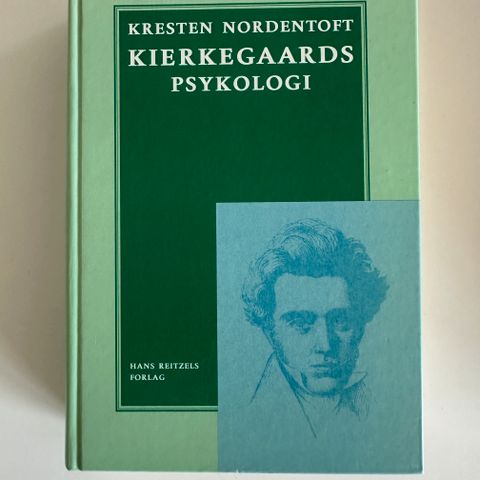 KRESTEN NORDENTOFT
KIERKEGAARDS
PSYKOLOGI
HANS REITZELS
FORLAG